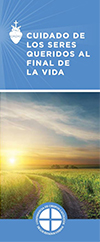 CUIDADO DE
LOS SERES
QUERIDOS AL
FINAL DE
LA VIDA